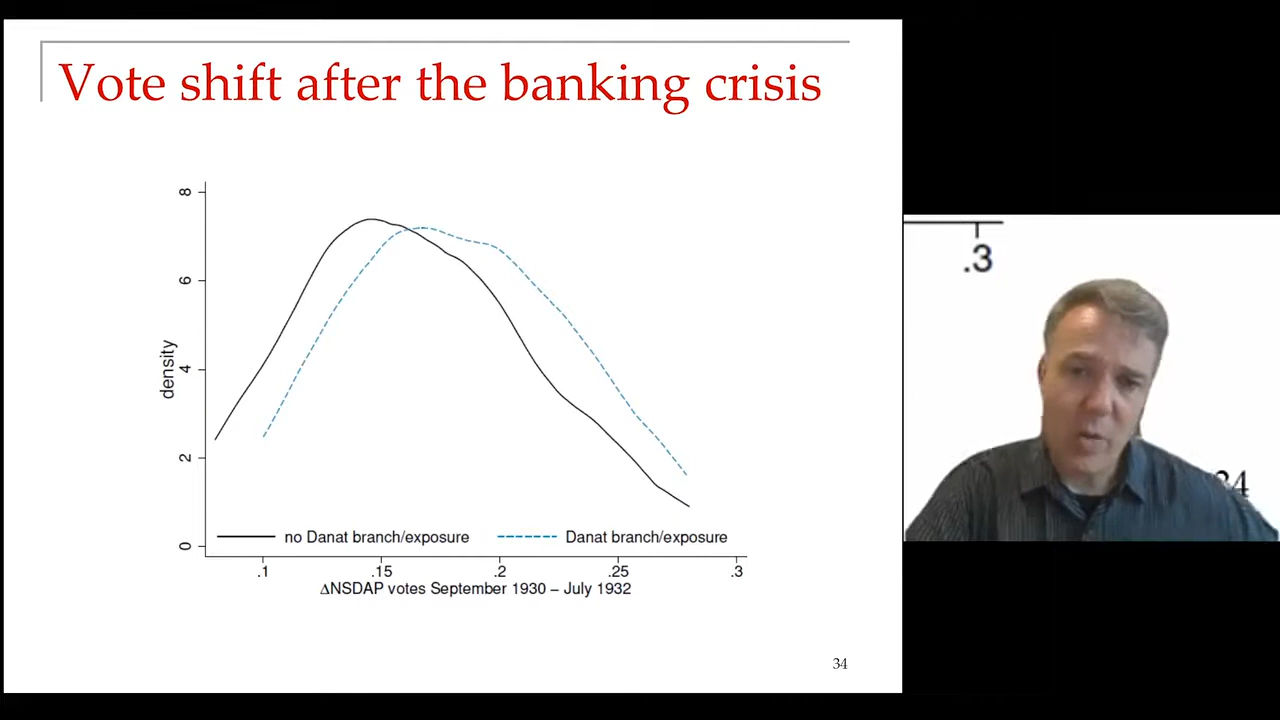 Vote shift after the banking crisis
8
6
4
2
0
density
no Danat branch/exposure
Danat branch/exposure
.1
.15
.2
.25
.3
ΔNSDAP votes September 1930 – July 1932
34
.3
34